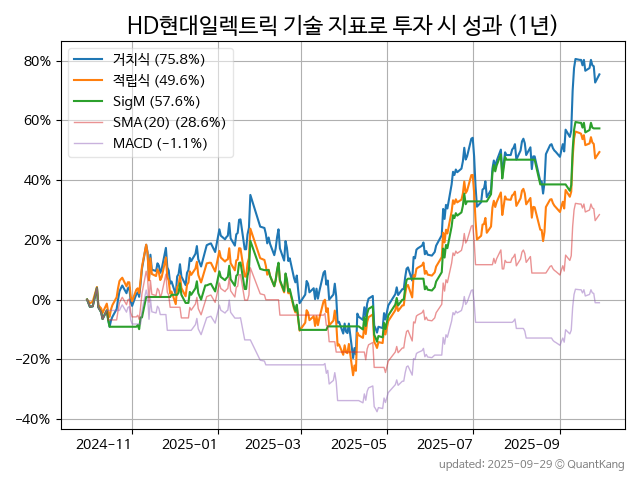 HD현대일렉트릭 기술 지표로 투자 시 성과 (1년)
거치식 (75.8%)
적립식 (49.6%)
SigM (57.6%)
SMA(20) (28.6%)
MACD (−1.1%)
80%
60%
40%
20%
0%
−20%
−40%
2024-11 2025-01 2025-03 2025-05 2025-07 2025-09
updated: 2025-09-29 © QuantKang